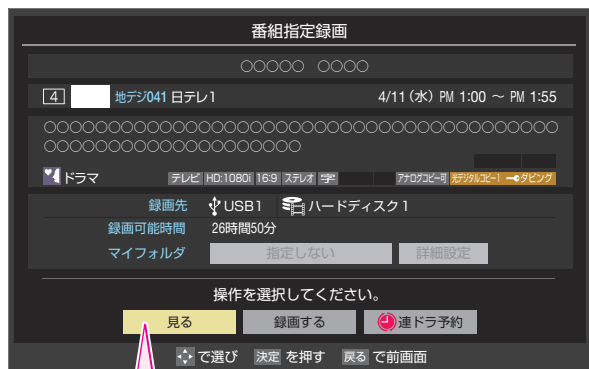 番組指定録画
○○○○○ ○○○○
4 地デジ041 日テレ1 4/11(水) PM 1:00 ～ PM 1:55
○○○○○○○○○○○○○○○○○○○○○○○○○○○○○○○○○○○○○○○
○○○○○○○○○○○○○○○○○○○
ドラマ テレビ HD:1080i 16:9 ステレオ 字 アナログコピー可 光デジタルコピー1 ダビング
録画先 USB1 ハードディスク1
録画可能時間 26時間50分
マイフォルダ 指定しない 詳細設定
操作を選択してください。
見る 録画する 連ドラ予約
で選び 決定 を押す 戻る で前画面